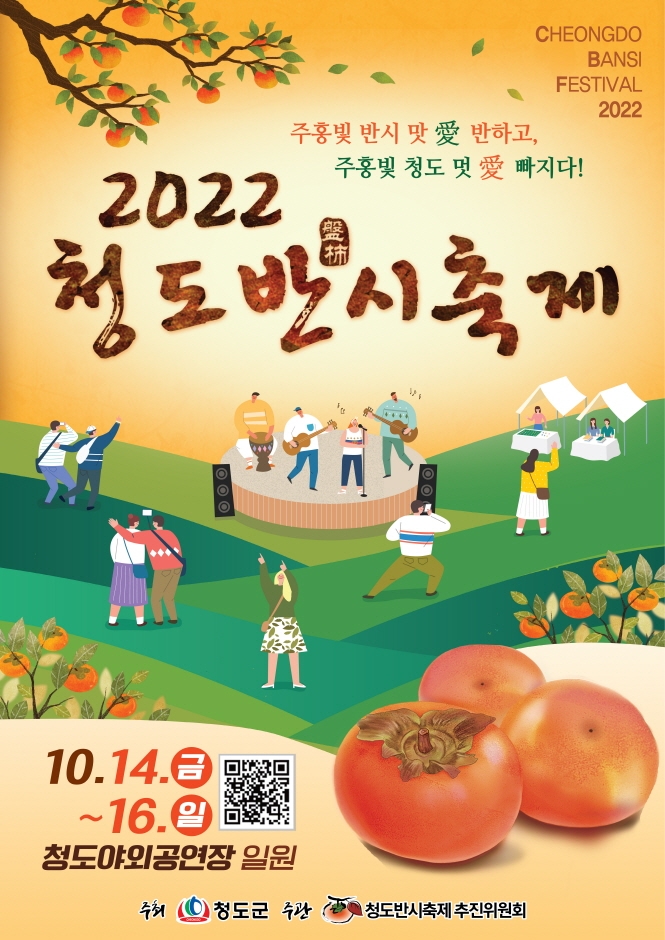 CHEONGDO
BANSI
FESTIVAL
2022
주홍빛 반시 맛 愛 반하고,
주홍빛 청도 멋 愛 빠지다!
2022
盤柿
청도반시축제
10.14.금
~16.일
청도야외공연장 일원
주최 청도군 주관 청도반시축제 추진위원회